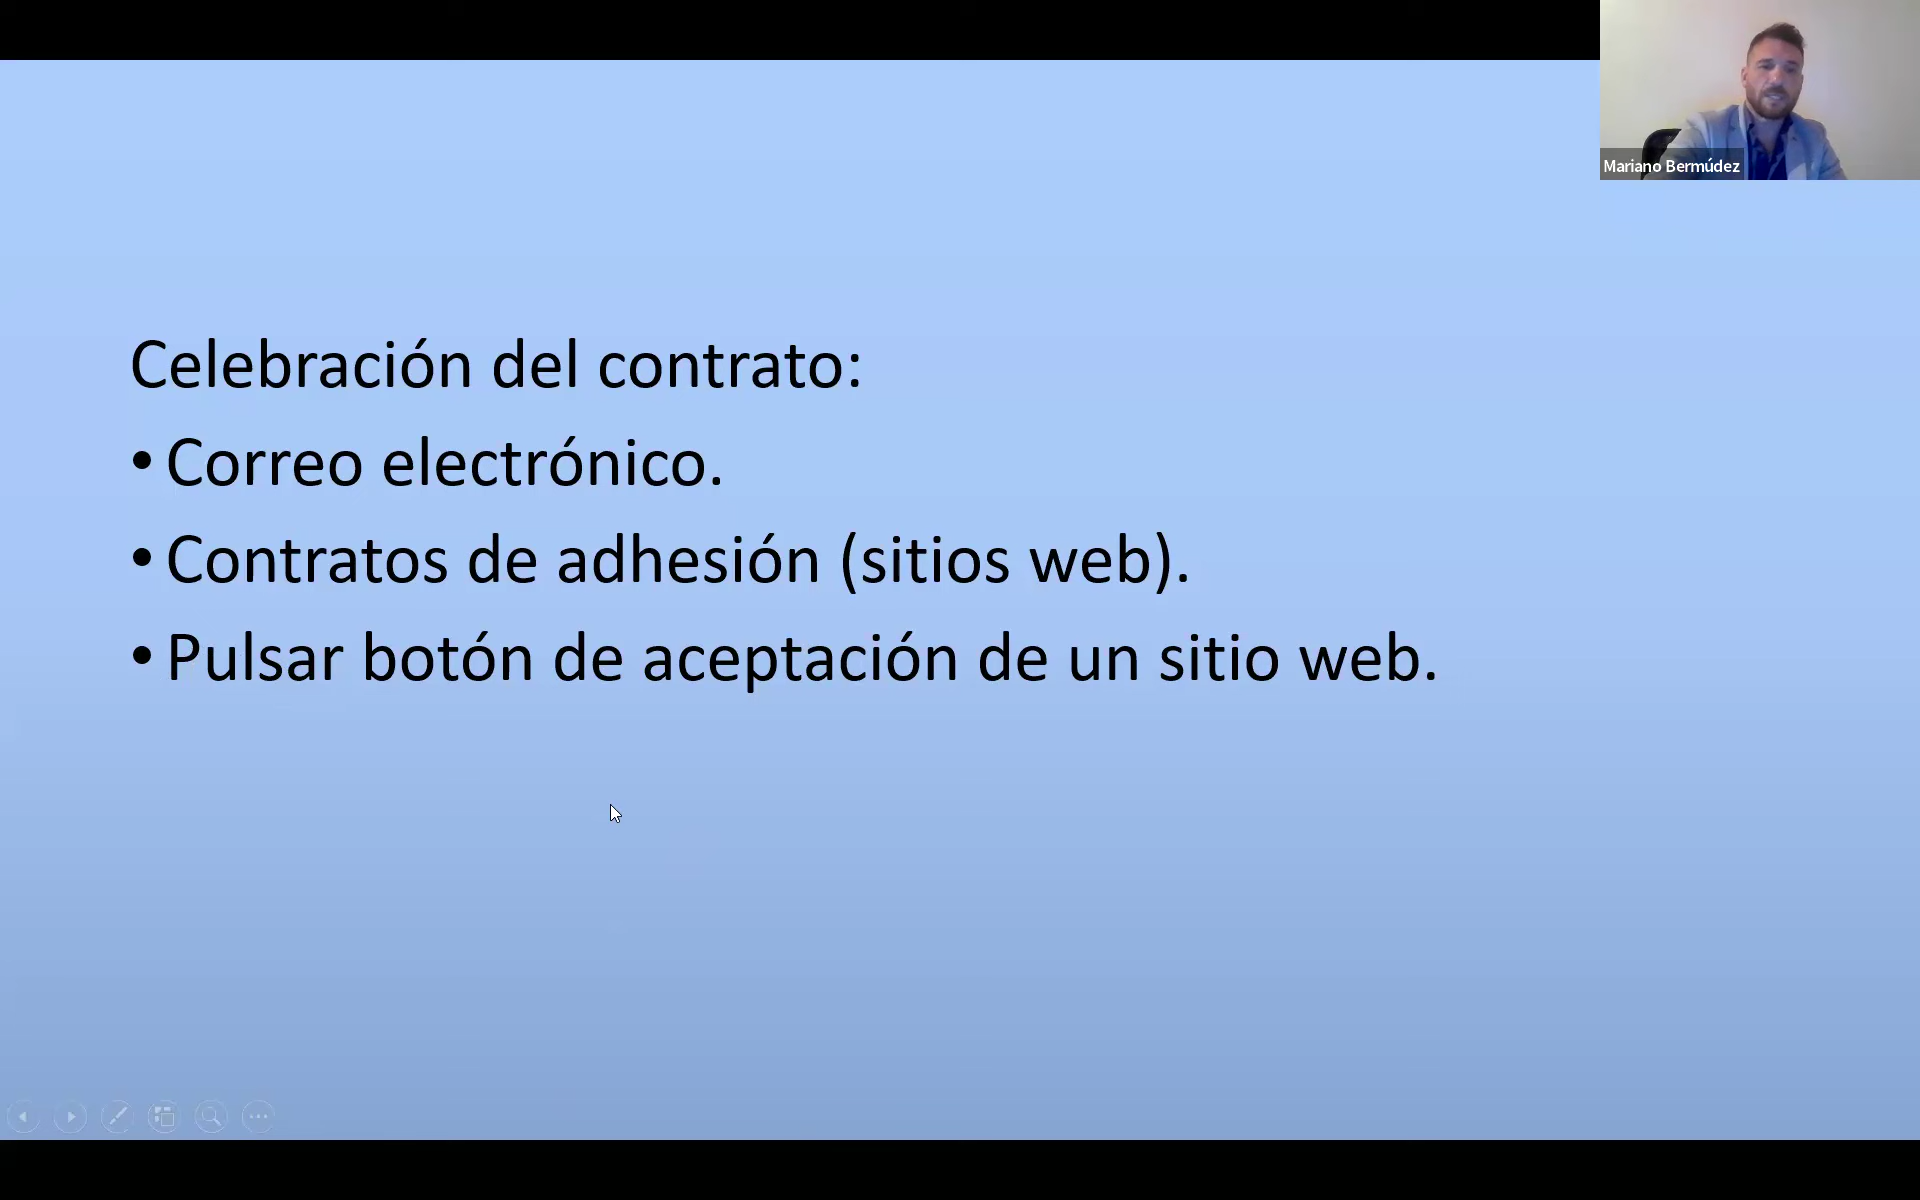 Mariano Bermúdez
Celebración del contrato:
• Correo electrónico.
• Contratos de adhesión (sitios web).
• Pulsar botón de aceptación de un sitio web.